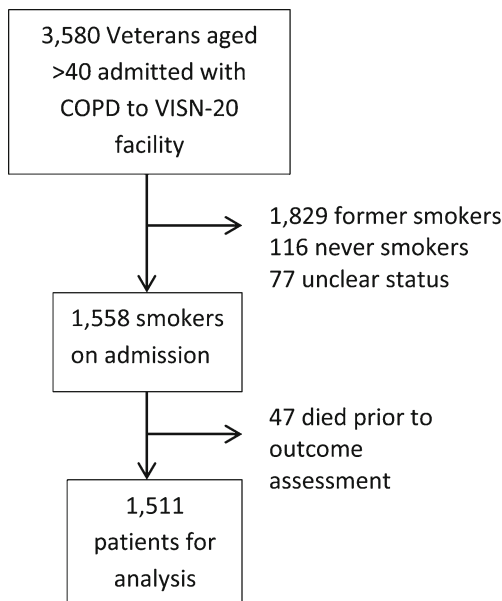 3,580 Veterans aged
>40 admitted with
COPD to VISN-20
facility
1,829 former smokers
116 never smokers
77 unclear status
1,558 smokers
on admission
47 died prior to
outcome
assessment
1,511
patients for
analysis